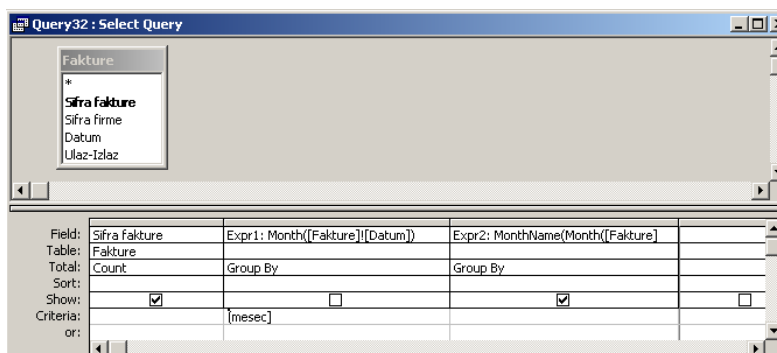 Query32 : Select Query
Fakture
*
Sifra fakture
Sifra firme
Datum
Ulaz-Izlaz
Field: Sifra fakture Expr1: Month([Fakture]![Datum]) Expr2: MonthName(Month([Fakture]
Table: Fakture
Total: Count Group By Group By
Sort:
Show:
Criteria: [mesec]
or: